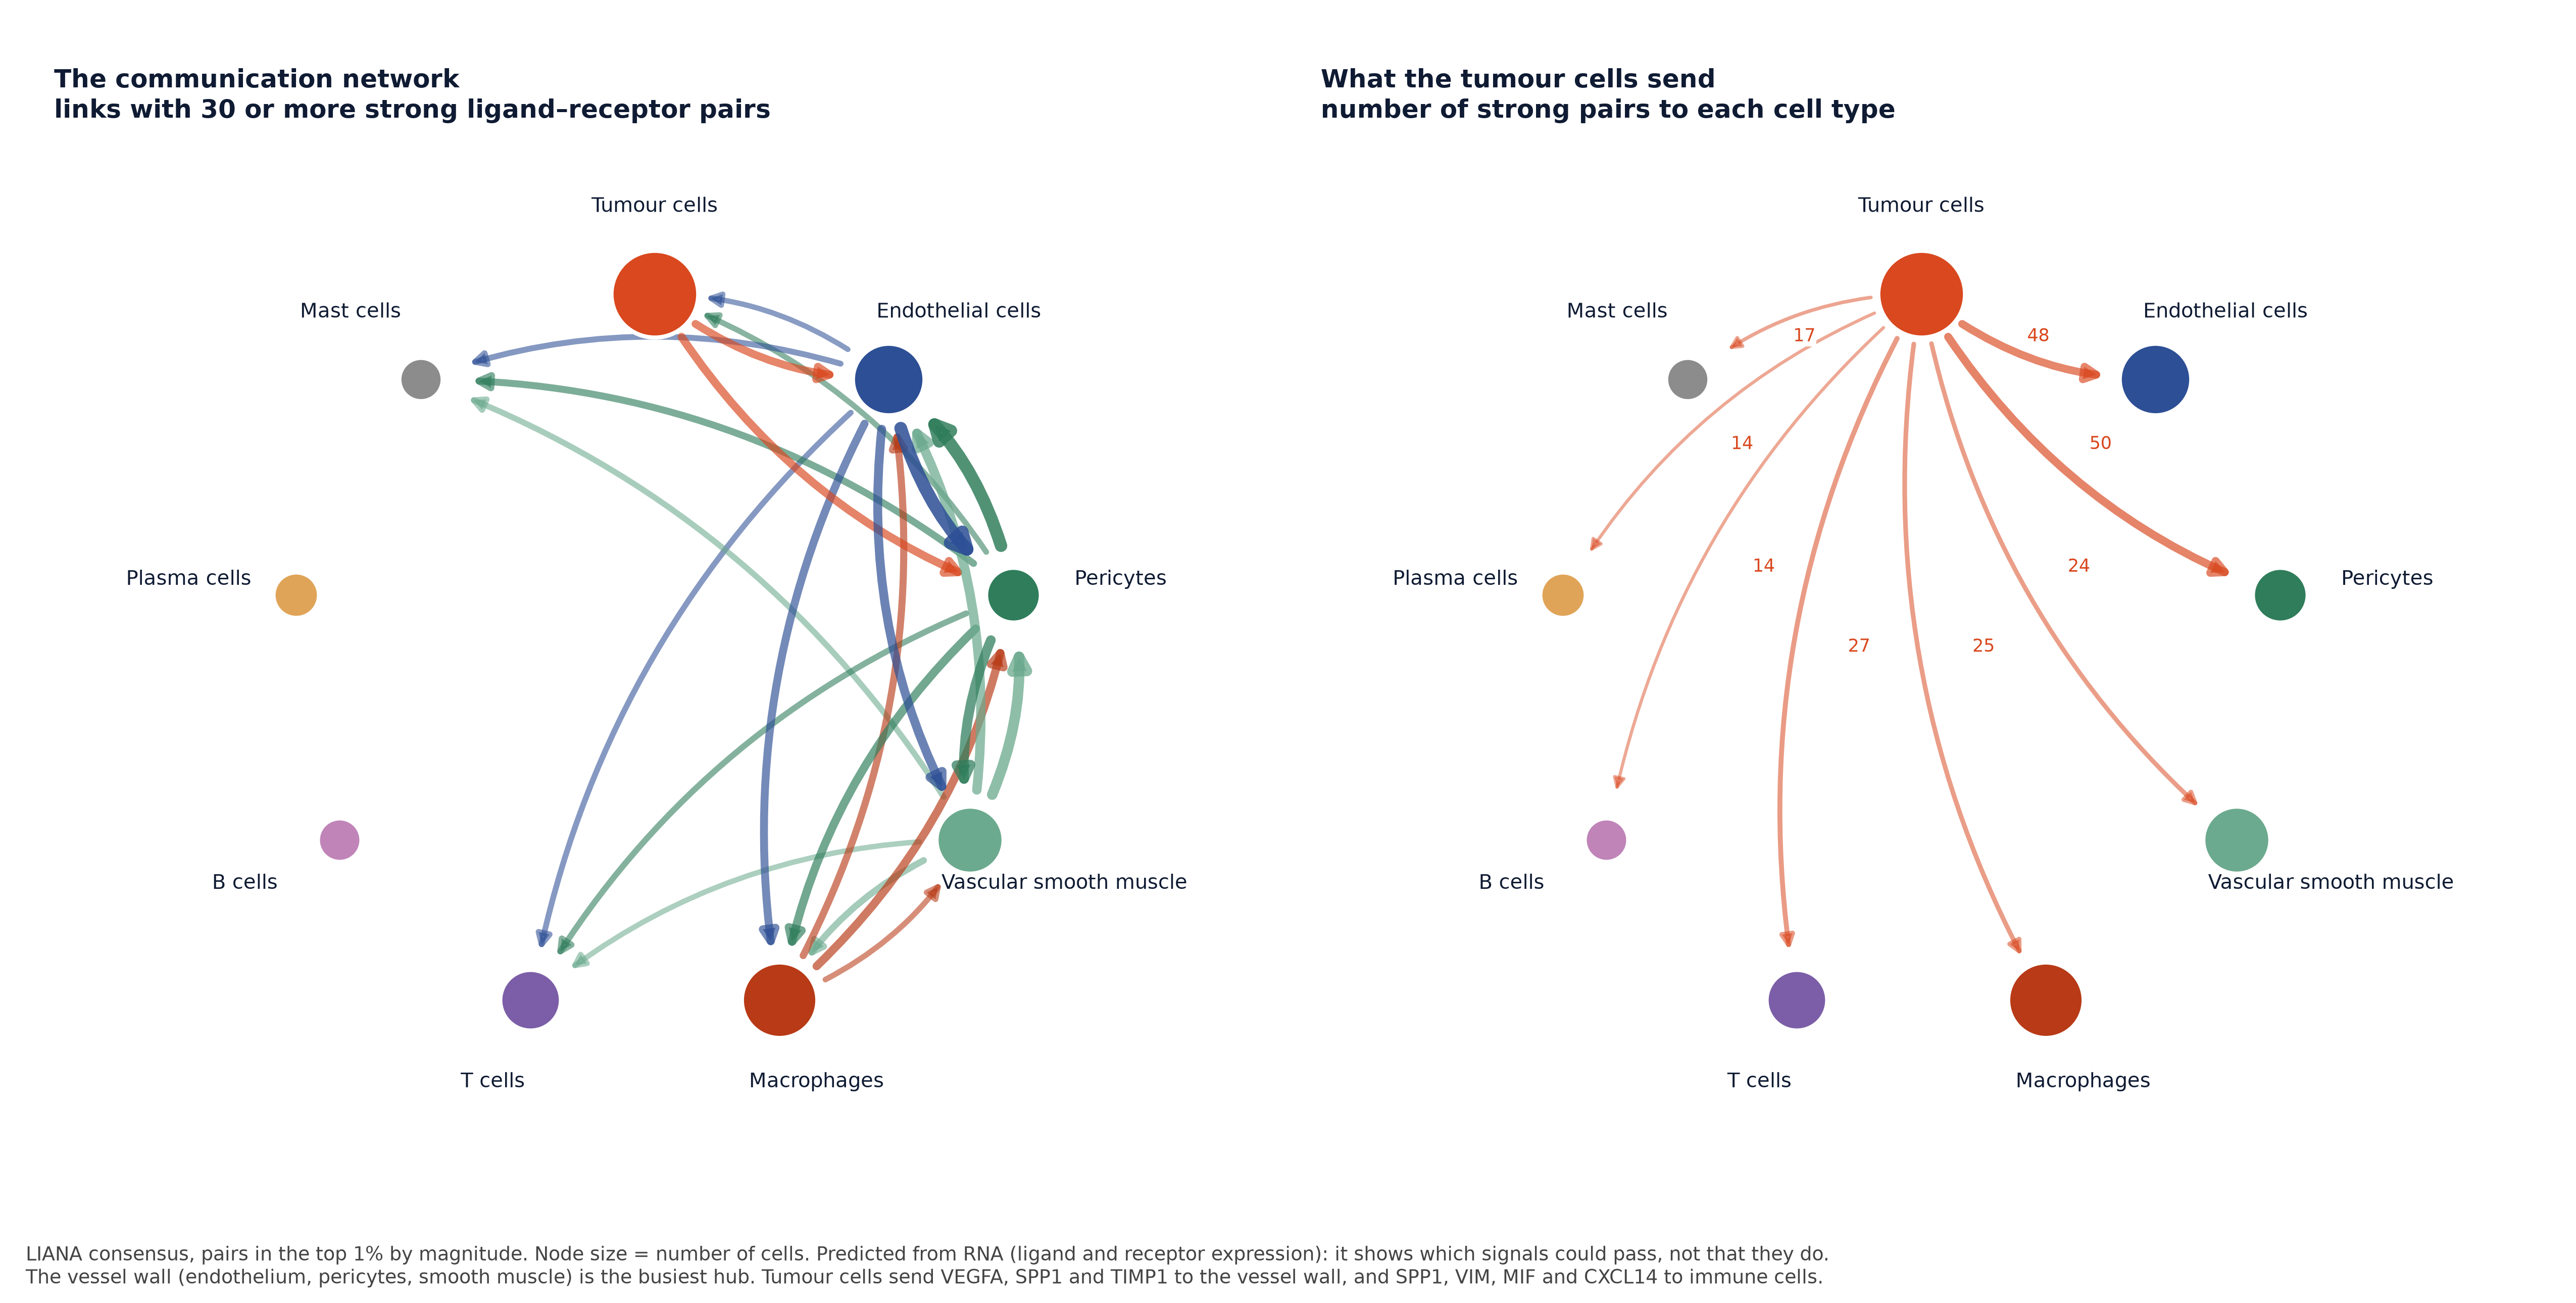 The communication network
links with 30 or more strong ligand–receptor pairs
Tumour cells
Mast cells
Endothelial cells
Plasma cells
Pericytes
B cells
Vascular smooth muscle
T cells
Macrophages
What the tumour cells send
number of strong pairs to each cell type
Tumour cells
Mast cells
Endothelial cells
17
48
14
50
14
24
Plasma cells
Pericytes
27
25
B cells
Vascular smooth muscle
T cells
Macrophages
LIANA consensus, pairs in the top 1% by magnitude. Node size = number of cells. Predicted from RNA (ligand and receptor expression): it shows which signals could pass, not that they do.
The vessel wall (endothelium, pericytes, smooth muscle) is the busiest hub. Tumour cells send VEGFA, SPP1 and TIMP1 to the vessel wall, and SPP1, VIM, MIF and CXCL14 to immune cells.